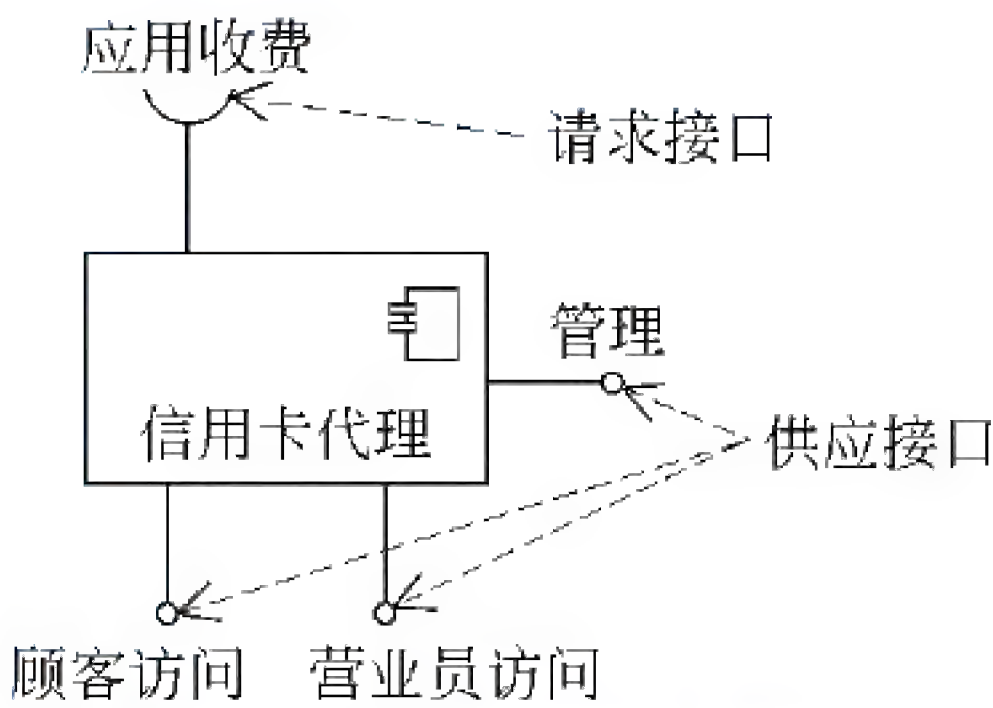 应用收费
请求接口
管理
信用卡代理
供应接口
顾客访问
营业员访问